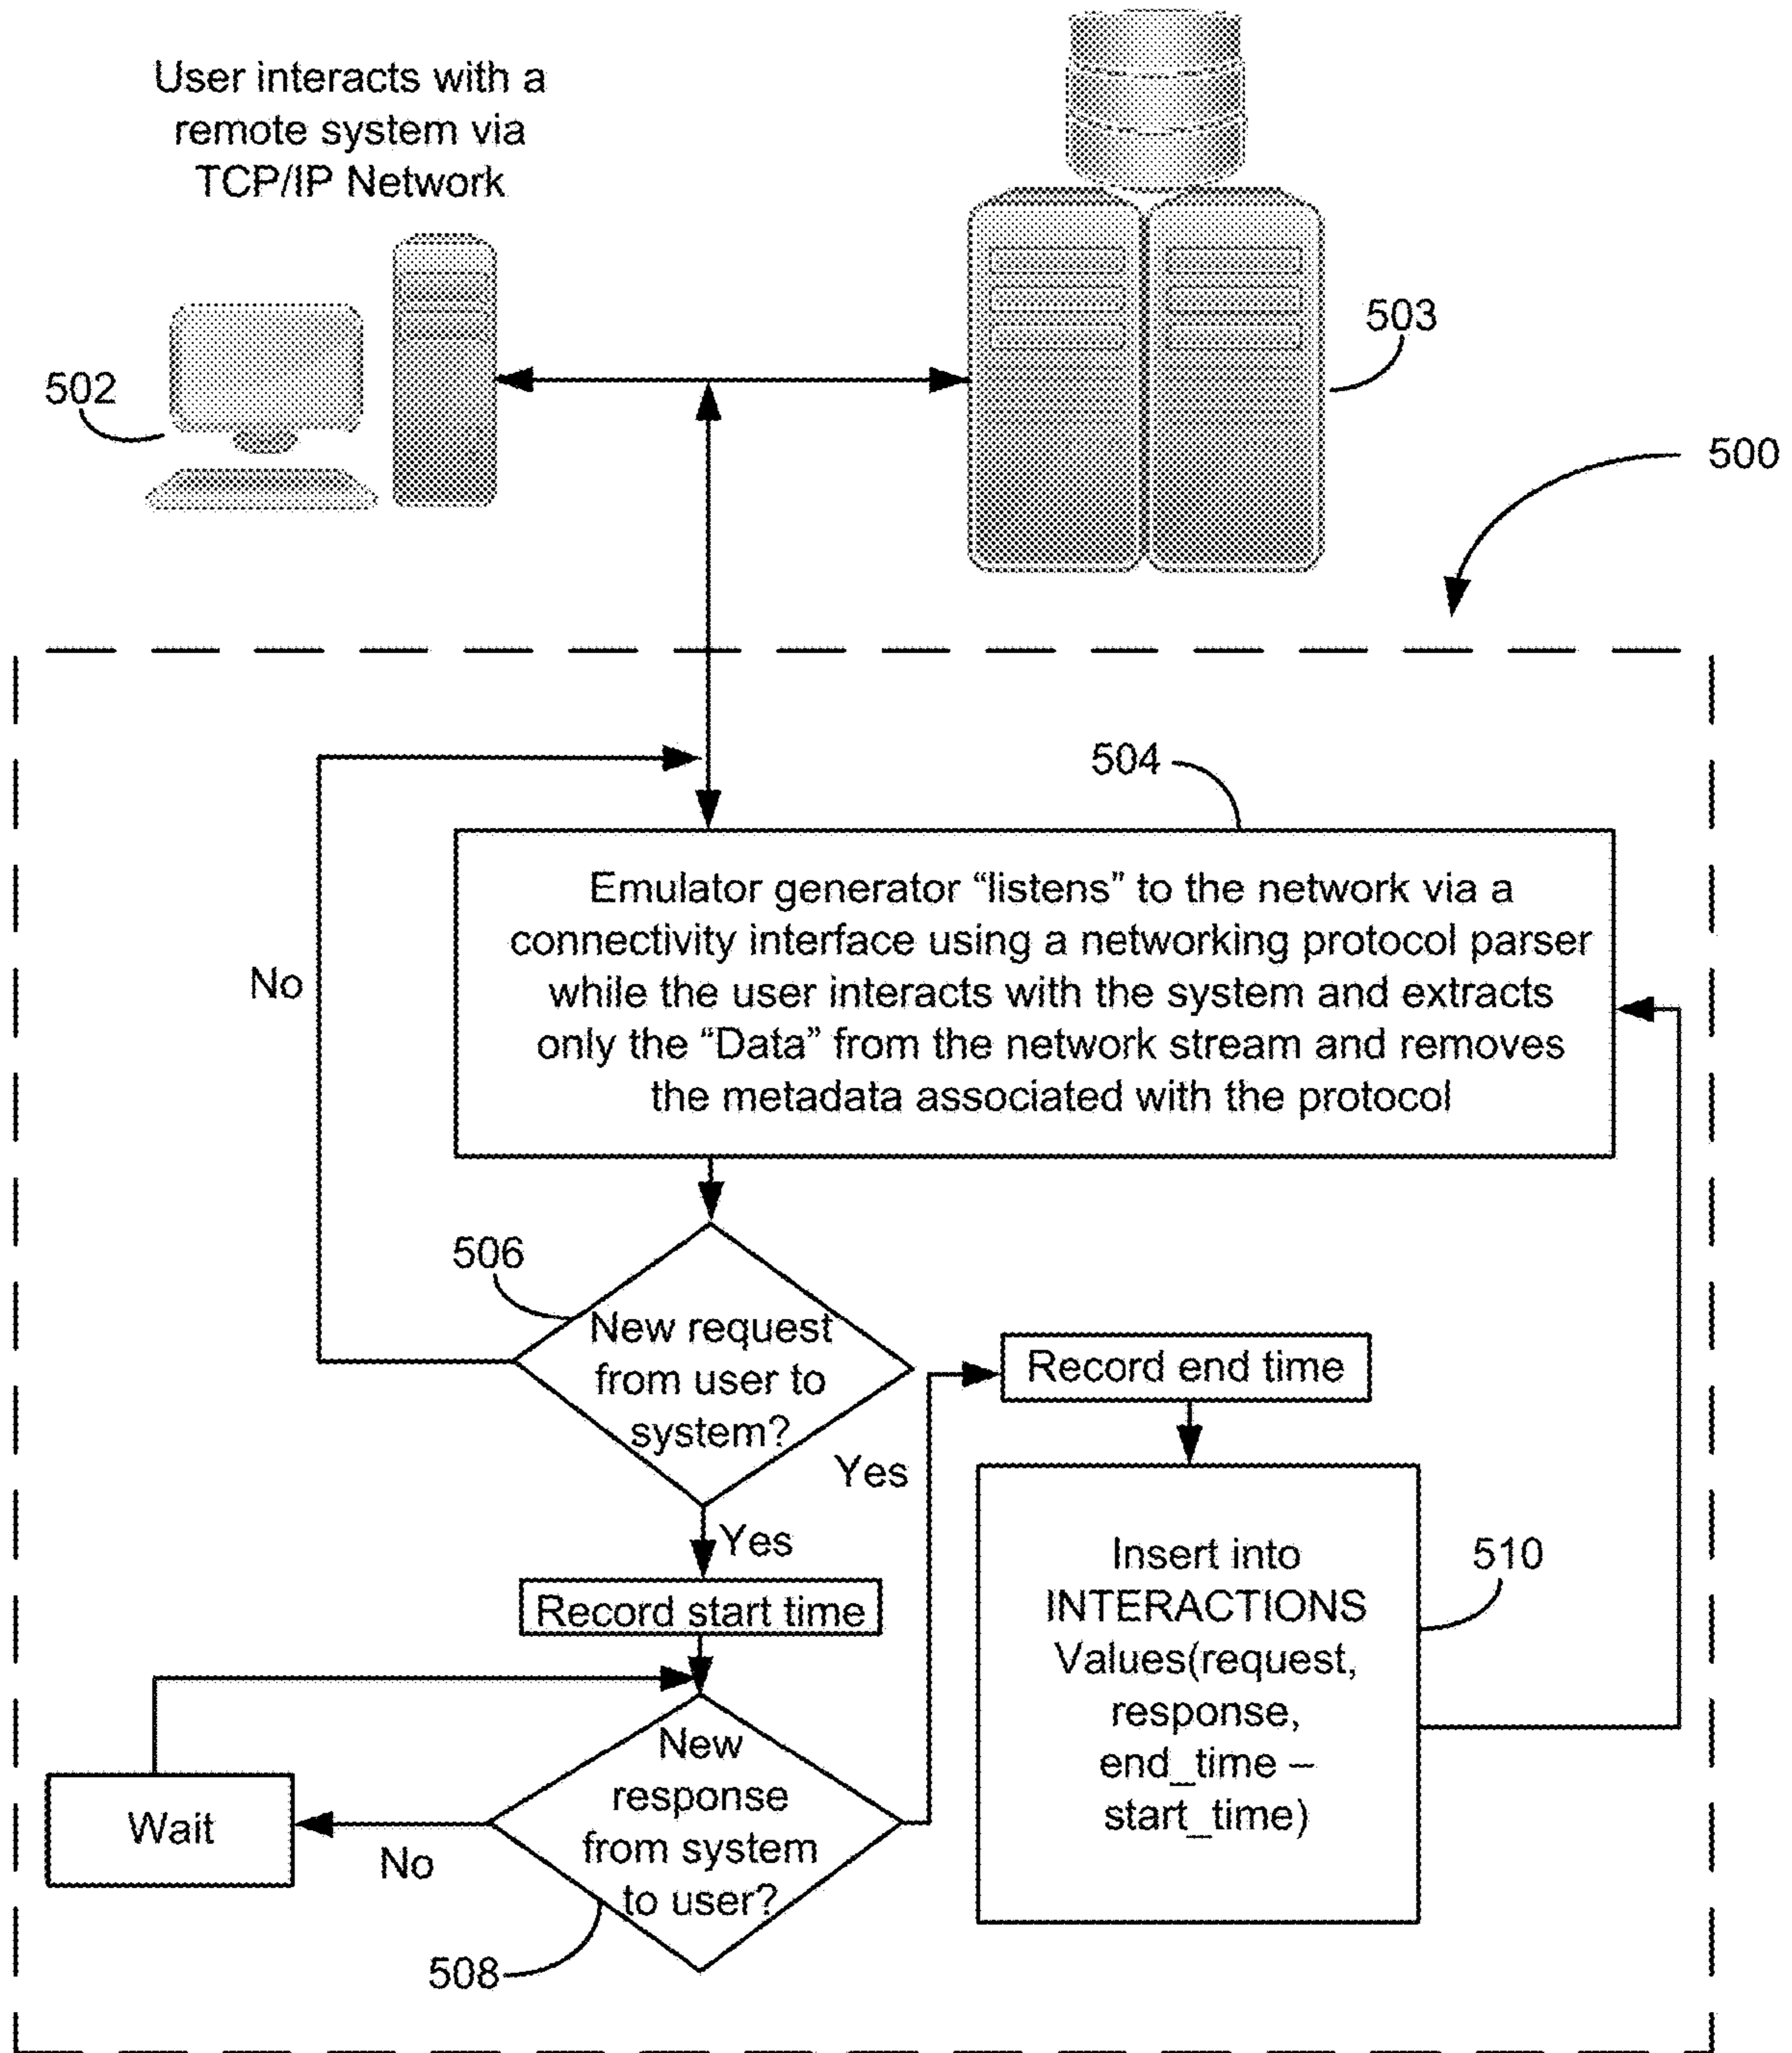 User interacts with a
remote system via
TCP/IP Network
502
503
500
504
Emulator generator “listens” to the network via a
connectivity interface using a networking protocol parser
while the user interacts with the system and extracts
only the “Data” from the network stream and removes
the metadata associated with the protocol
No
506
New request
from user to
system?
Yes
Record start time
Yes
Record end time
Insert into
INTERACTIONS
Values(request,
response,
end_time –
start_time)
510
New
response
from system
to user?
508
No
Wait